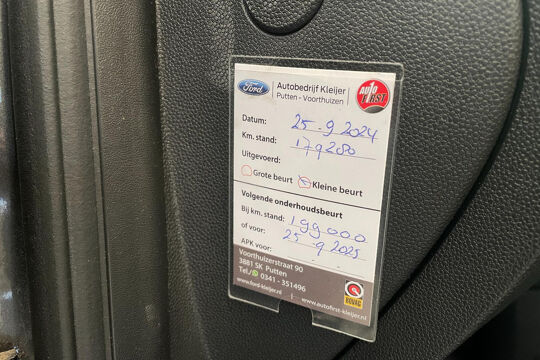 Ford
Autobedrijf Kleijer
Putten - Voorthuizen
AUTO FIRST
Datum: 25-9 2024
Km. stand: 179280
Uitgevoerd:
Grote beurt Kleine beurt
Volgende onderhoudsbeurt
Bij km. stand: 199000
of voor: 25-9 2025
APK voor:
Voorthuizerstraat 90
3881 SK Putten
Tel./ 0341 - 351496
www.ford-kleijer.nl | www.autofirst-kleijer.nl
BOVAG